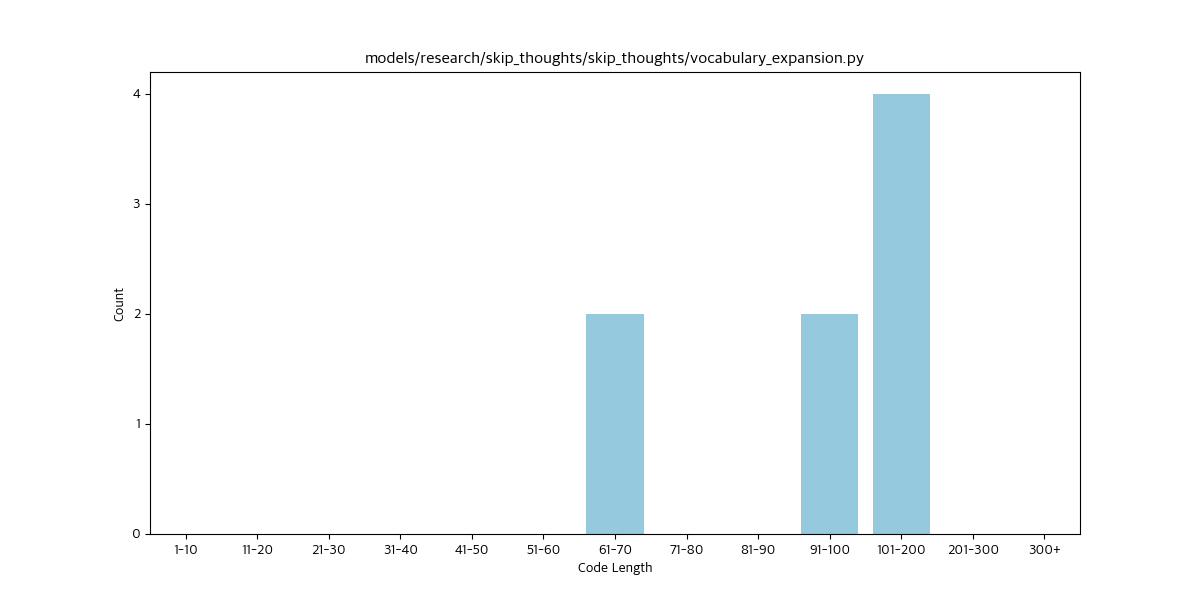 models/research/skip_thoughts/skip_thoughts/vocabulary_expansion.py
4
3
2
1
0
Count
1-10 11-20 21-30 31-40 41-50 51-60 61-70 71-80 81-90 91-100 101-200 201-300 300+
Code Length